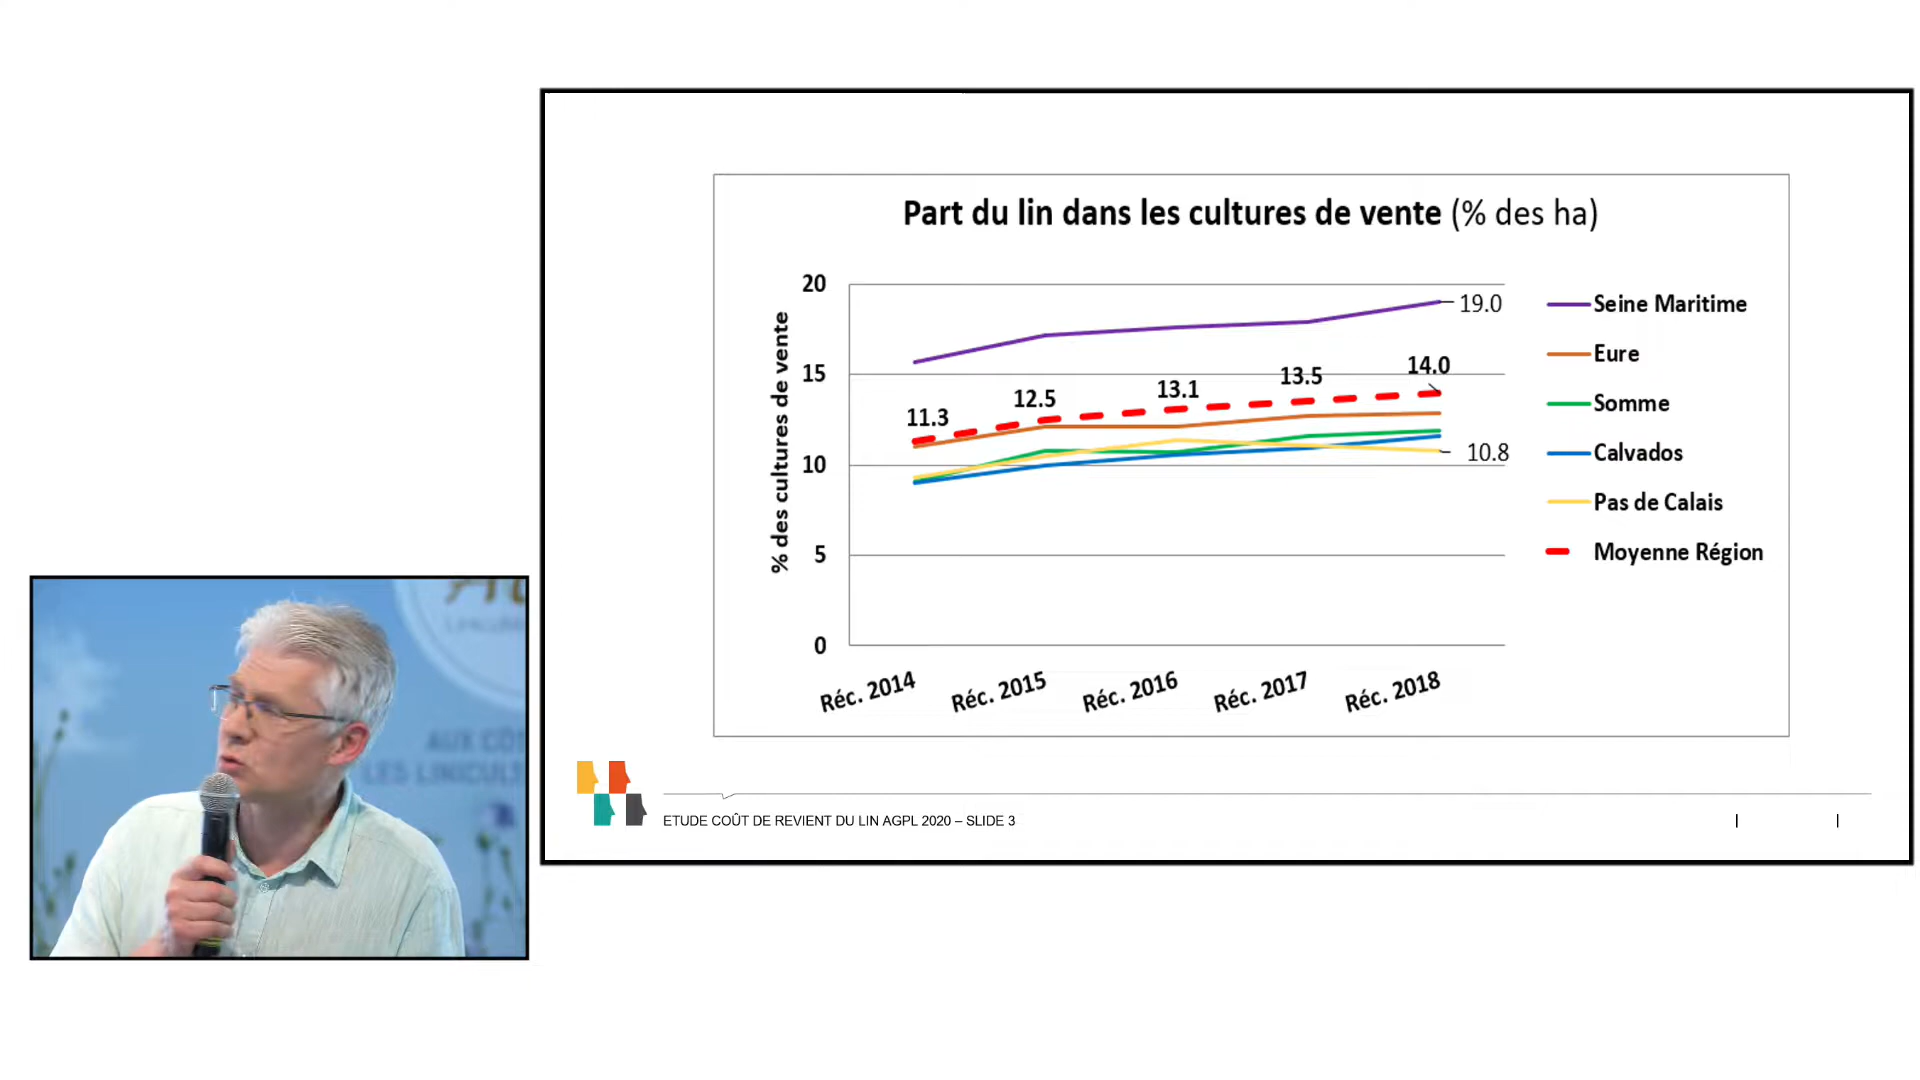 Part du lin dans les cultures de vente (% des ha)
% des cultures de vente
20
15
10
5
0
11.3
12.5
13.1
13.5
14.0
19.0
10.8
Réc. 2014
Réc. 2015
Réc. 2016
Réc. 2017
Réc. 2018
Seine Maritime
Eure
Somme
Calvados
Pas de Calais
Moyenne Région
ETUDE COÛT DE REVIENT DU LIN AGPL 2020 – SLIDE 3
AUX
LES